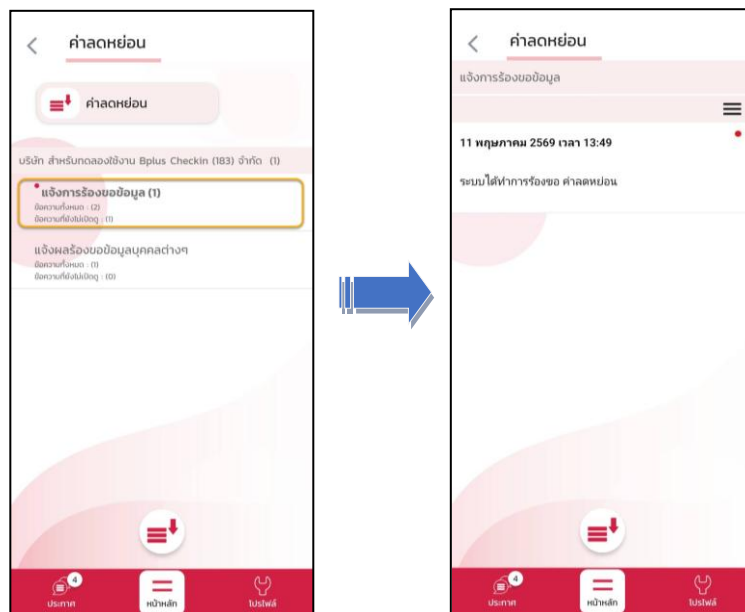 ค่าลดหย่อน
ค่าลดหย่อน
บริษัท สำหรับทดลองใช้งาน Bplus Checkin (183) จำกัด (1)
แจ้งการร้องขอข้อมูล (1)
ข้อความทั้งหมด : (2)
ข้อความที่ยังไม่เปิดดู : (1)
แจ้งผลร้องขอข้อมูลบุคคลต่างๆ
ข้อความทั้งหมด : (1)
ข้อความที่ยังไม่เปิดดู : (0)
4
ประกาศ
หน้าหลัก
โปรไฟล์
ค่าลดหย่อน
แจ้งการร้องขอข้อมูล
11 พฤษภาคม 2569 เวลา 13:49
ระบบได้ทำการร้องขอ ค่าลดหย่อน
4
ประกาศ
หน้าหลัก
โปรไฟล์